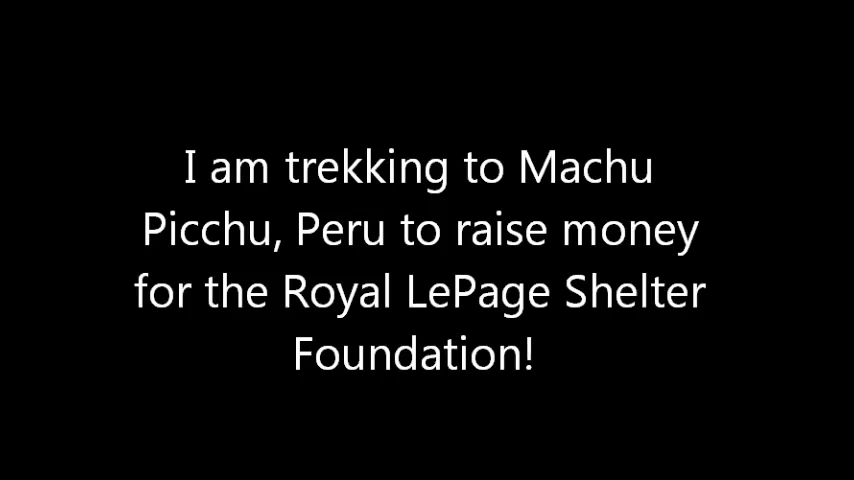 I am trekking to Machu
Picchu, Peru to raise money
for the Royal LePage Shelter
Foundation!